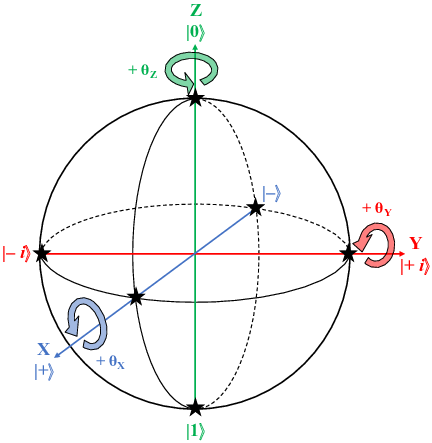 Z
|0⟩
+ θZ
|−⟩
+ θY
|− i⟩
Y
|+ i⟩
X
|+⟩
+ θX
|1⟩